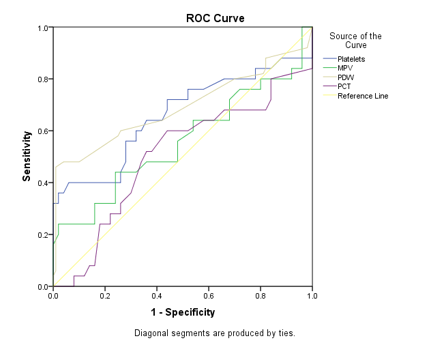 ROC Curve
Source of the
Curve
Platelets
MPV
PDW
PCT
Reference Line
Sensitivity
1.0
0.8
0.6
0.4
0.2
0.0
0.0 0.2 0.4 0.6 0.8 1.0
1 - Specificity
Diagonal segments are produced by ties.